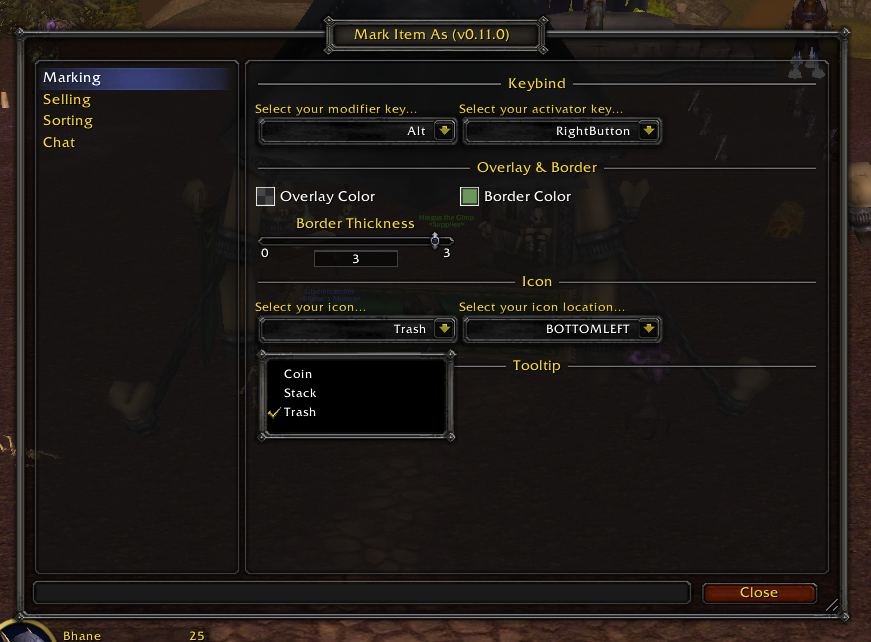 Mark Item As (v0.11.0)
Marking
Selling
Sorting
Chat
Keybind
Select your modifier key...
Select your activator key...
Alt
RightButton
Overlay & Border
Overlay Color
Border Color
Border Thickness
0
3
3
Icon
Select your icon...
Select your icon location...
Trash
BOTTOMLEFT
Coin
Stack
Trash
Tooltip
Close
Bhane
25